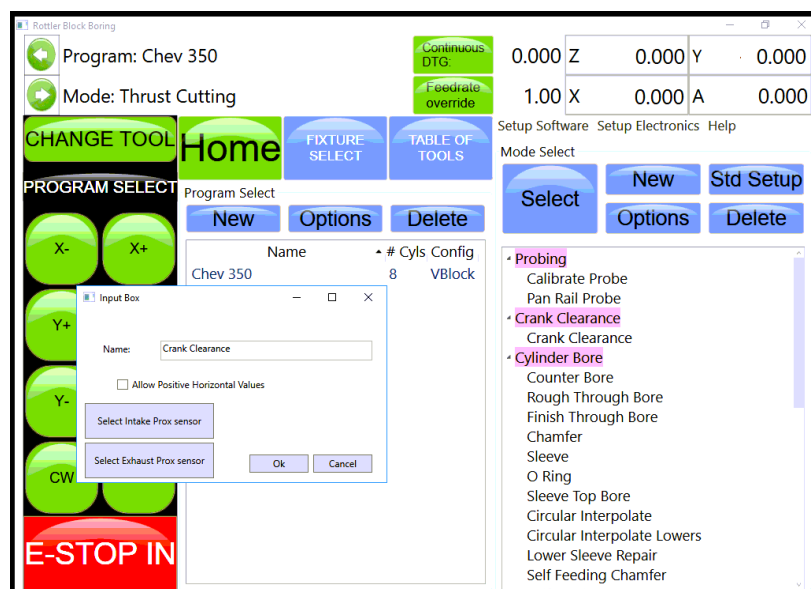 Rottler Block Boring
Program: Chev 350
Continuous DTG:
0.000 Z 0.000 Y 0.000
Mode: Thrust Cutting
Feedrate override
1.00 X 0.000 A 0.000
CHANGE TOOL
Home
FIXTURE SELECT
TABLE OF TOOLS
Setup Software Setup Electronics Help
Mode Select
Select
New
Std Setup
Options
Delete
PROGRAM SELECT
Program Select
New
Options
Delete
Name # Cyls Config
Chev 350 8 VBlock
X-
X+
Y+
Y-
CW
E-STOP IN
Input Box
Name: Crank Clearance
Allow Positive Horizontal Values
Select Intake Prox sensor
Select Exhaust Prox sensor
Ok
Cancel
Probing
Calibrate Probe
Pan Rail Probe
Crank Clearance
Crank Clearance
Cylinder Bore
Counter Bore
Rough Through Bore
Finish Through Bore
Chamfer
Sleeve
O Ring
Sleeve Top Bore
Circular Interpolate
Circular Interpolate Lowers
Lower Sleeve Repair
Self Feeding Chamfer